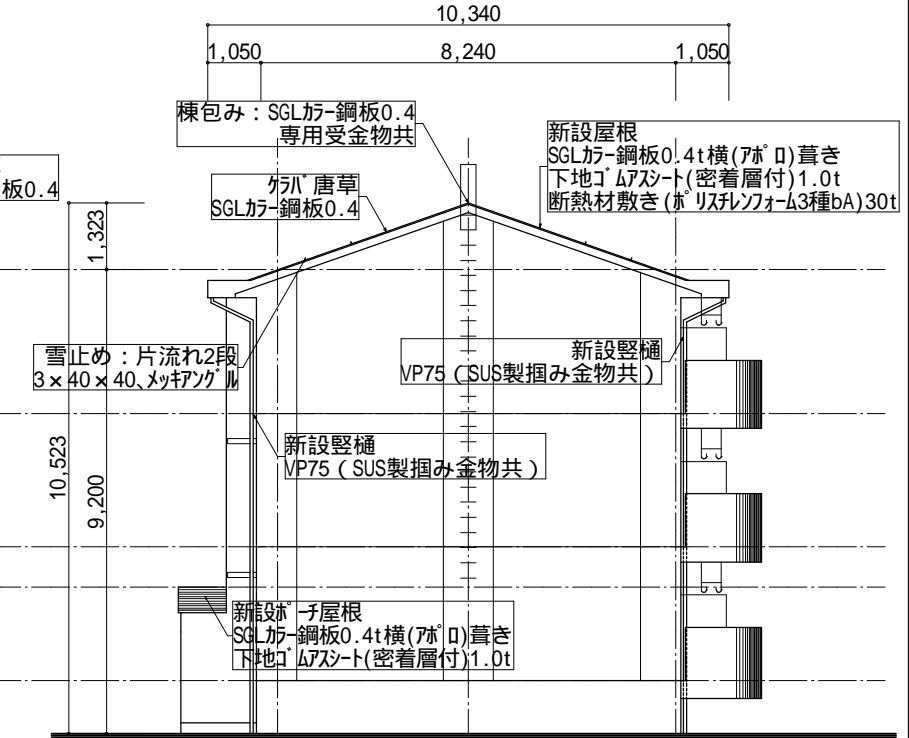 10,340
1,050
8,240
1,050
棟包み：SGLカラー鋼板0.4
専用受金物共
新設屋根
SGLカラー鋼板0.4t横(アポロ)葺き
下地ゴムアスシート(密着層付)1.0t
断熱材敷き(ポリスチレンフォーム3種bA)30t
板0.4
ケラバ唐草
SGLカラー鋼板0.4
1,323
雪止め：片流れ2段
3×40×40、メッキアングル
新設竪樋
VP75（SUS製掴み金物共）
新設竪樋
VP75（SUS製掴み金物共）
10,523
9,200
新設ポーチ屋根
SGLカラー鋼板0.4t横(アポロ)葺き
下地ゴムアスシート(密着層付)1.0t